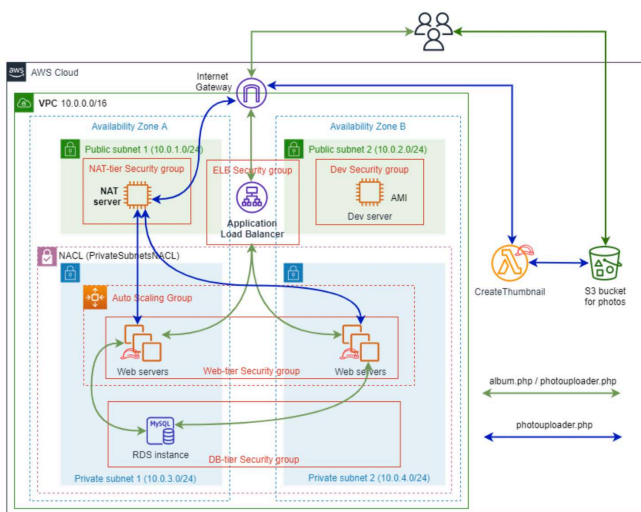 aws
AWS Cloud
Internet
Gateway
VPC 10.0.0.0/16
Availability Zone A
Availability Zone B
Public subnet 1 (10.0.1.0/24)
Public subnet 2 (10.0.2.0/24)
NAT-tier Security group
ELB Security group
Dev Security group
NAT
server
AMI
Dev server
Application
Load Balancer
NACL (PrivateSubnetsNACL)
CreateThumbnail
S3 bucket
for photos
Auto Scaling Group
Web servers
Web-tier Security group
Web servers
album.php / photouploader.php
photouploader.php
MySQL
RDS instance
DB-tier Security group
Private subnet 1 (10.0.3.0/24)
Private subnet 2 (10.0.4.0/24)